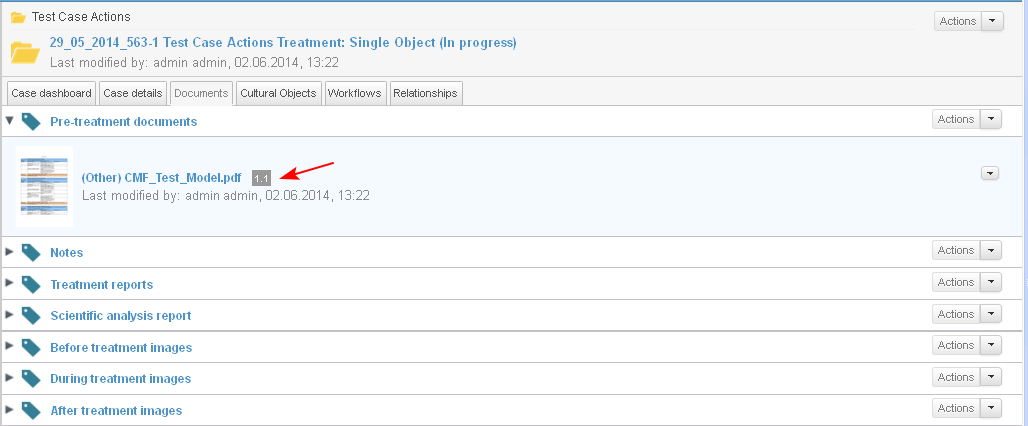 Test Case Actions
Actions
29_05_2014_563-1 Test Case Actions Treatment: Single Object (In progress)
Last modified by: admin admin, 02.06.2014, 13:22
Case dashboard Case details Documents Cultural Objects Workflows Relationships
Pre-treatment documents Actions
(Other) CMF_Test_Model.pdf 1.1
Last modified by: admin admin, 02.06.2014, 13:22
Notes Actions
Treatment reports Actions
Scientific analysis report Actions
Before treatment images Actions
During treatment images Actions
After treatment images Actions